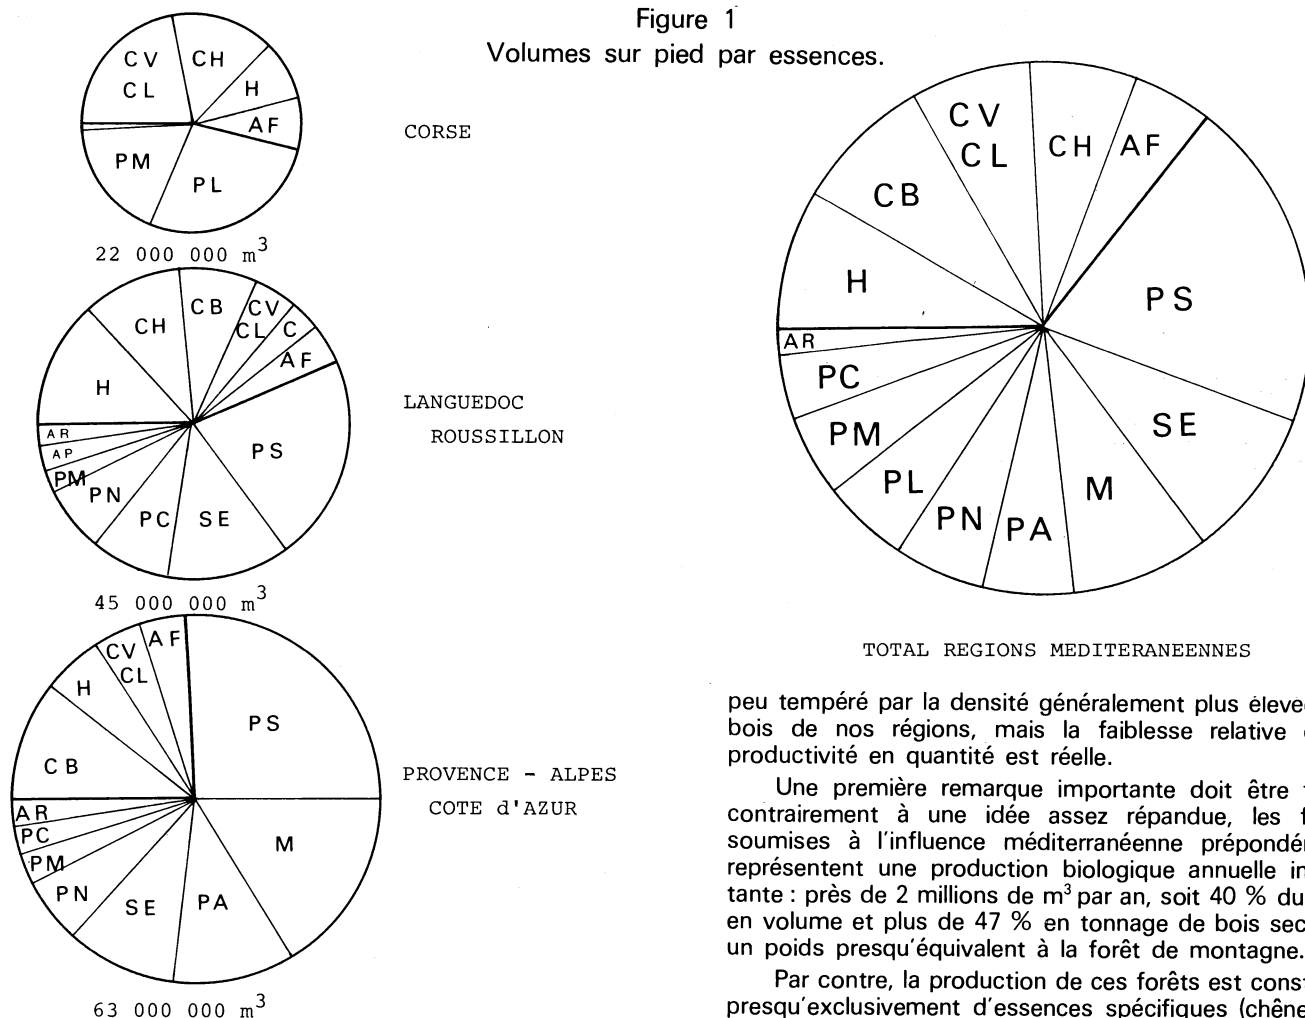 Figure 1
Volumes sur pied par essences.
CV
CL
CH
H
AF
PM
PL
CORSE
22 000 000 m³
CH
CB
CV
CL
C
AF
H
AR
AP
PM
PN
PC
SE
PS
LANGUEDOC
ROUSSILLON
45 000 000 m³
AF
CV
CL
H
CB
PS
AR
PC
PM
PN
SE
PA
M
PROVENCE - ALPES
COTE d'AZUR
63 000 000 m³
CV
CL
CH
AF
CB
H
PS
AR
PC
PM
PL
PN
PA
M
SE
TOTAL REGIONS MEDITERANEENNES
peu tempéré par la densité généralement plus
bois de nos régions, mais la faiblesse relative
productivité en quantité est réelle.
Une première remarque importante doit être
contrairement à une idée assez répandue, les
soumises à l'influence méditerranéenne
représentent une production biologique annuelle
tante : près de 2 millions de m³ par an, soit 40 % du
en volume et plus de 47 % en tonnage de bois sec
un poids presqu'équivalent à la forêt de montagne.
Par contre, la production de ces forêts est
presqu'exclusivement d'essences spécifiques (chêne